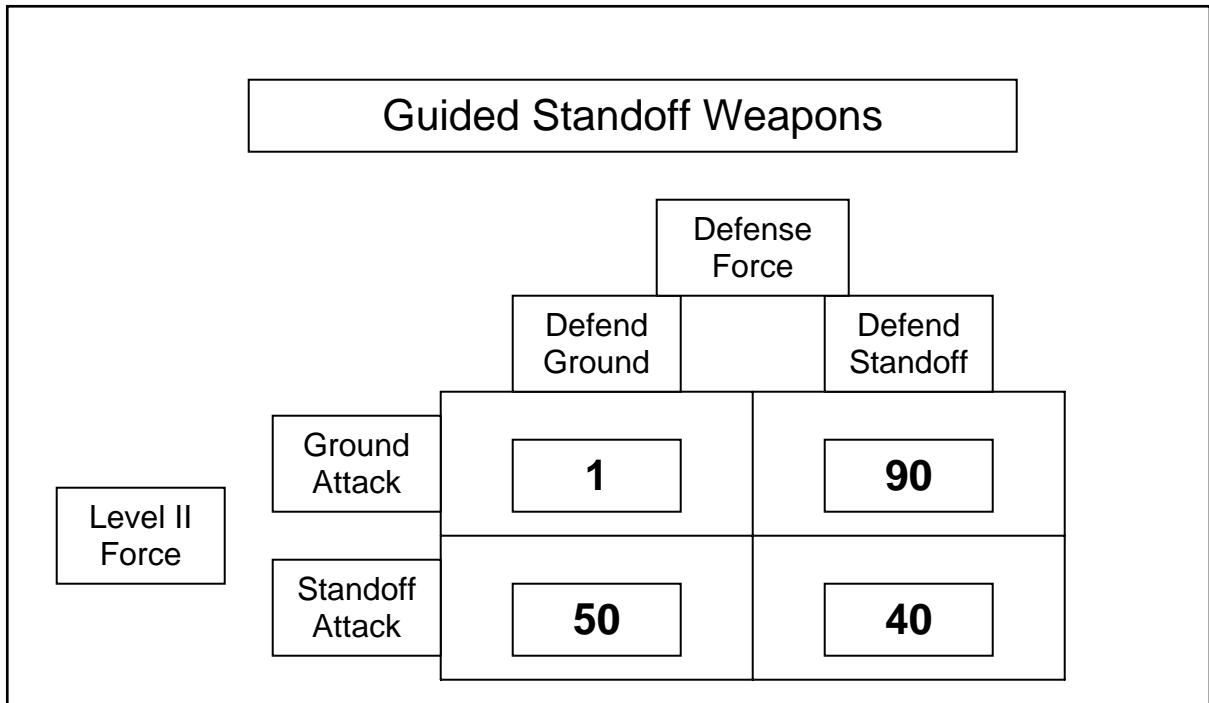 Guided Standoff Weapons
Defense
Force
Defend
Ground
Defend
Standoff
Ground
Attack
1
90
Level II
Force
Standoff
Attack
50
40